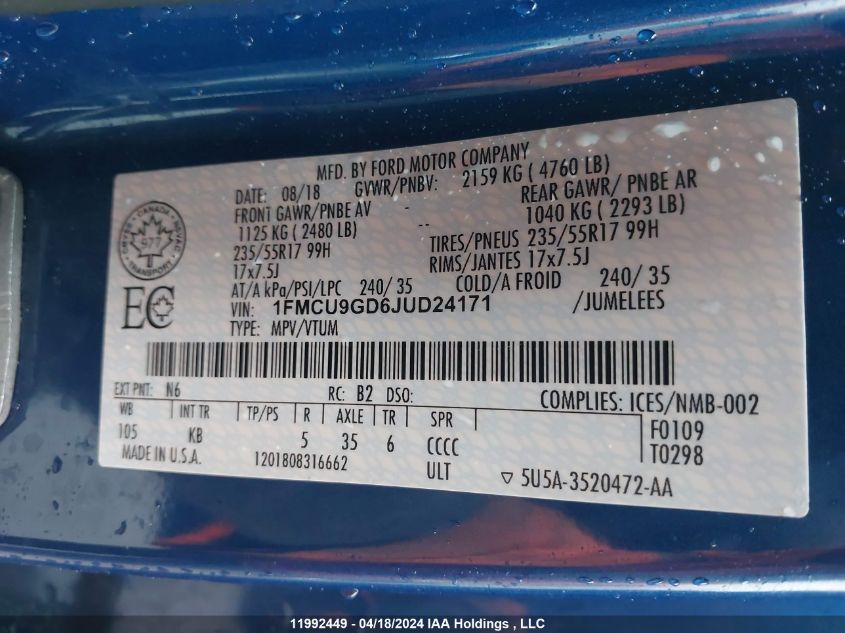 MFD. BY FORD MOTOR COMPANY
DATE: 08/18 GVWR/PNBV: 2159 KG ( 4760 LB)
FRONT GAWR/PNBE AV - REAR GAWR/ PNBE AR
1125 KG ( 2480 LB) -- 1040 KG ( 2293 LB)
235/55R17 99H TIRES/PNEUS 235/55R17 99H
17x7.5J RIMS/JANTES 17x7.5J
AT/A kPa/PSI/LPC 240/ 35 COLD/A FROID 240/ 35
VIN: 1FMCU9GD6JUD24171 /JUMELEES
TYPE: MPV/VTUM
CANADA
977
TRANSPORT
EC
EXT PNT: N6 RC: B2 DSO:
COMPLIES: ICES/NMB-002
WB INT TR TP/PS R AXLE TR SPR F0109
105 KB 5 35 6 CCCC T0298
MADE IN U.S.A. 1201808316662 ULT ▽ 5U5A-3520472-AA
11992449 - 04/18/2024 IAA Holdings , LLC